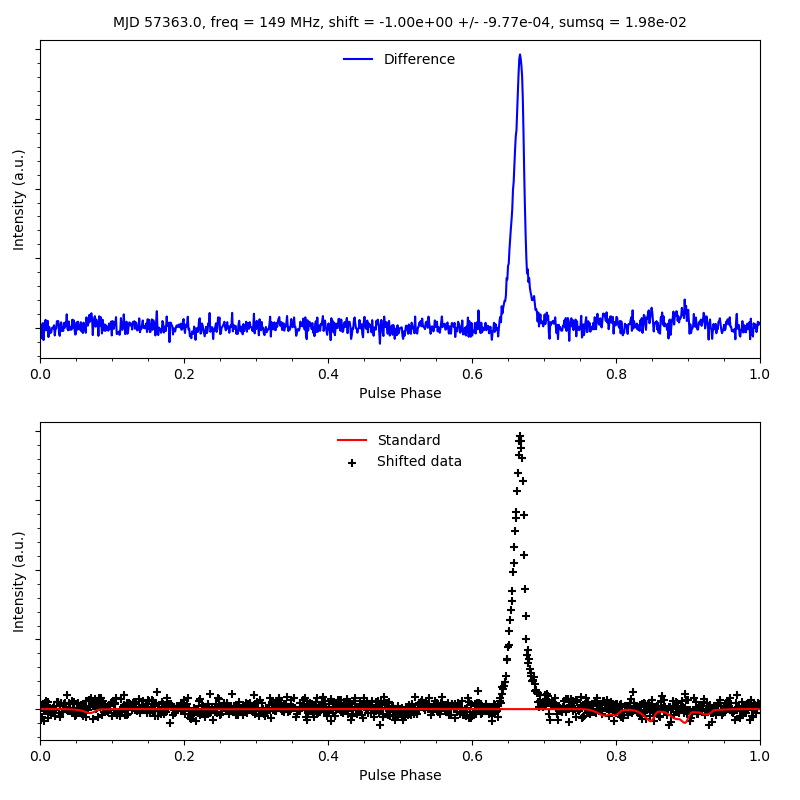 MJD 57363.0, freq = 149 MHz, shift = -1.00e+00 +/- -9.77e-04, sumsq = 1.98e-02
Difference
Intensity (a.u.)
0.0 0.2 0.4 0.6 0.8 1.0
Pulse Phase
Standard
Shifted data
Intensity (a.u.)
0.0 0.2 0.4 0.6 0.8 1.0
Pulse Phase